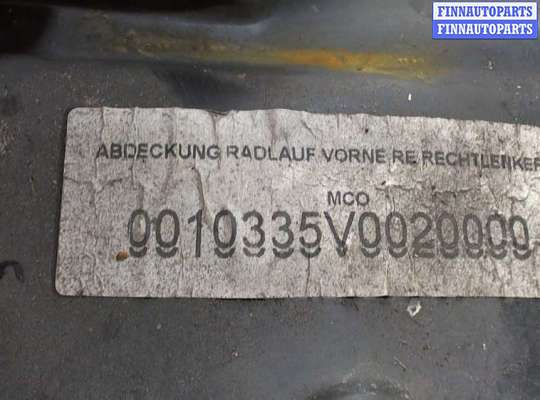 FINNAUTOPARTS
FINNAUTOPARTS
ABDECKUNG RADLAUF VORNE RE RECHTLENKER
MCO
0010335V0020000